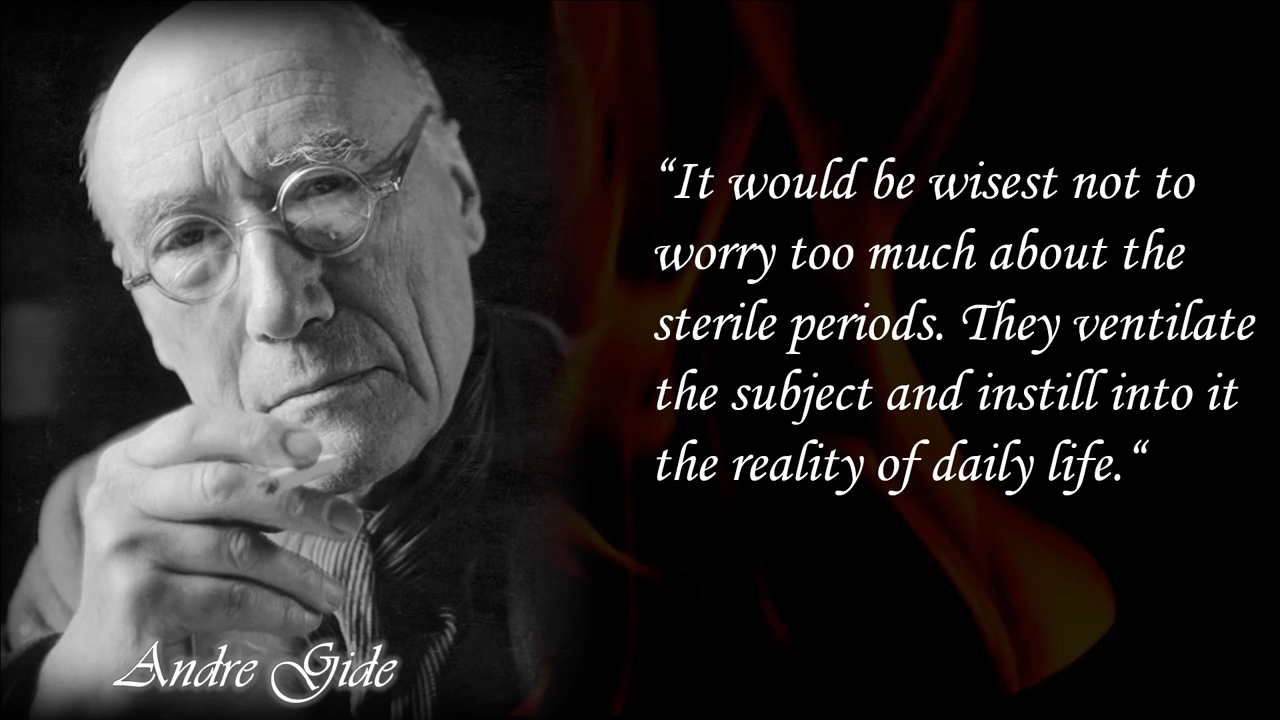 “It would be wisest not to
worry too much about the
sterile periods. They ventilate
the subject and instill into it
the reality of daily life.“
Andre Gide